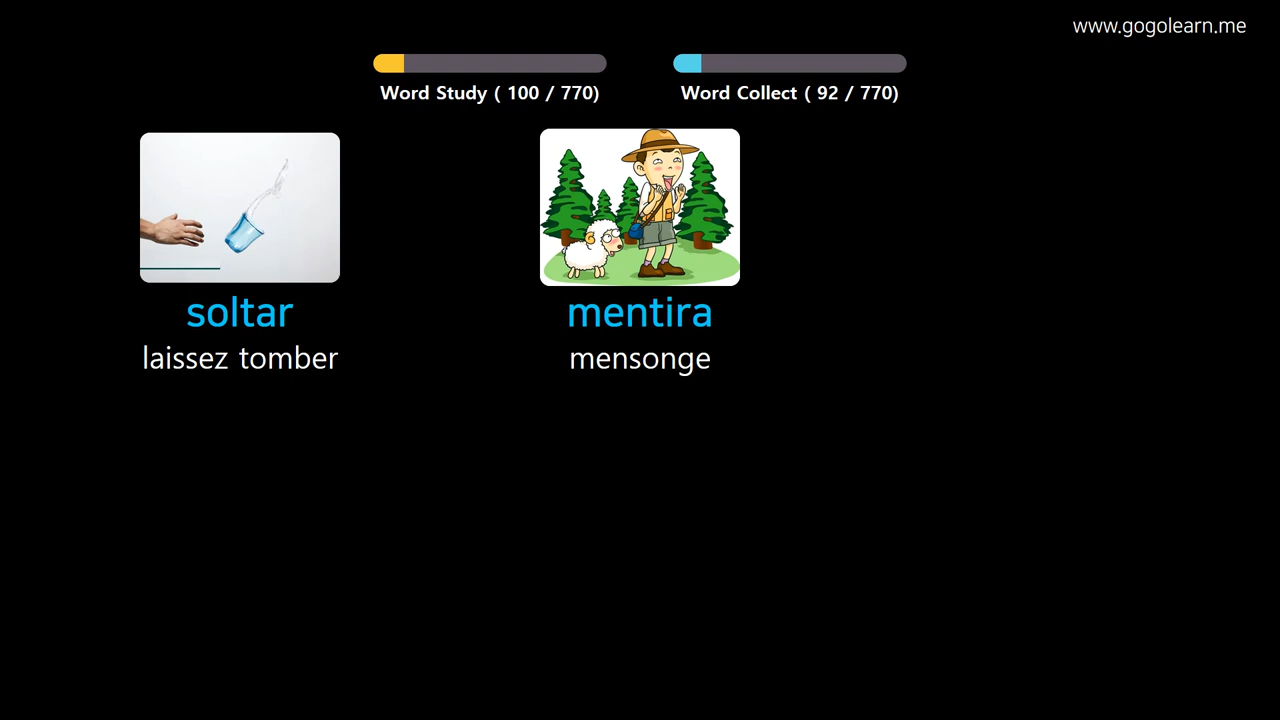 www.gogolearn.me
Word Study ( 100 / 770)
Word Collect ( 92 / 770)
soltar
laissez tomber
mentira
mensonge